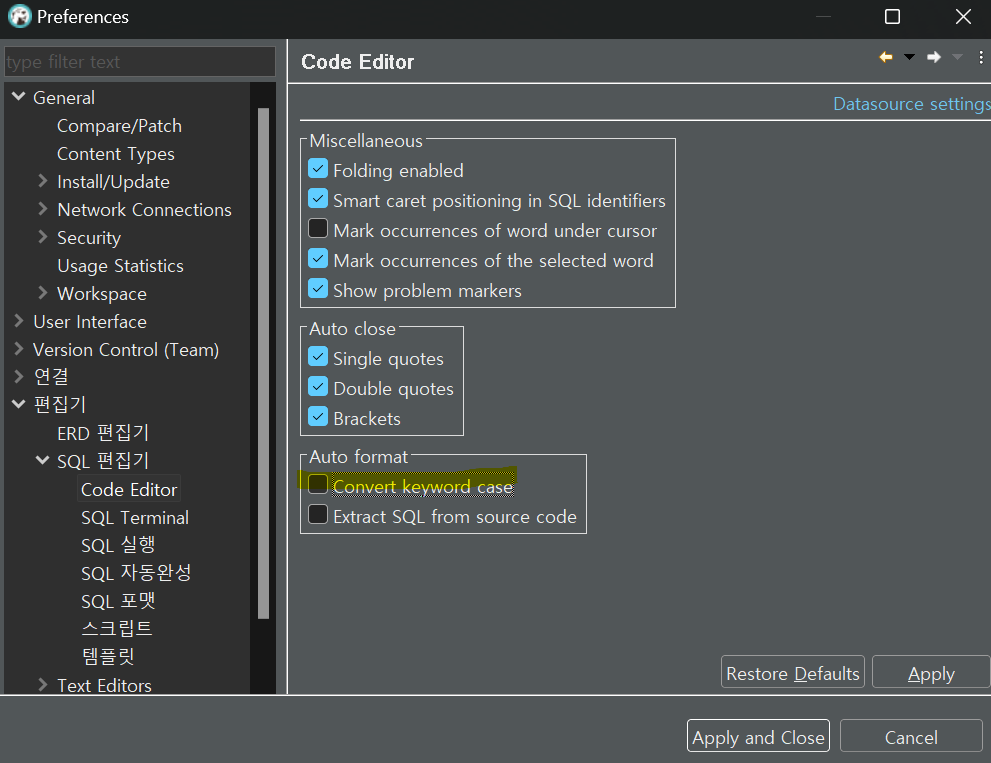 Preferences
type filter text
General
Compare/Patch
Content Types
Install/Update
Network Connections
Security
Usage Statistics
Workspace
User Interface
Version Control (Team)
연결
편집기
ERD 편집기
SQL 편집기
Code Editor
SQL Terminal
SQL 실행
SQL 자동완성
SQL 포맷
스크립트
템플릿
Text Editors
Code Editor
Datasource settings
Miscellaneous
Folding enabled
Smart caret positioning in SQL identifiers
Mark occurrences of word under cursor
Mark occurrences of the selected word
Show problem markers
Auto close
Single quotes
Double quotes
Brackets
Auto format
Convert keyword case
Extract SQL from source code
Restore Defaults
Apply
Apply and Close
Cancel